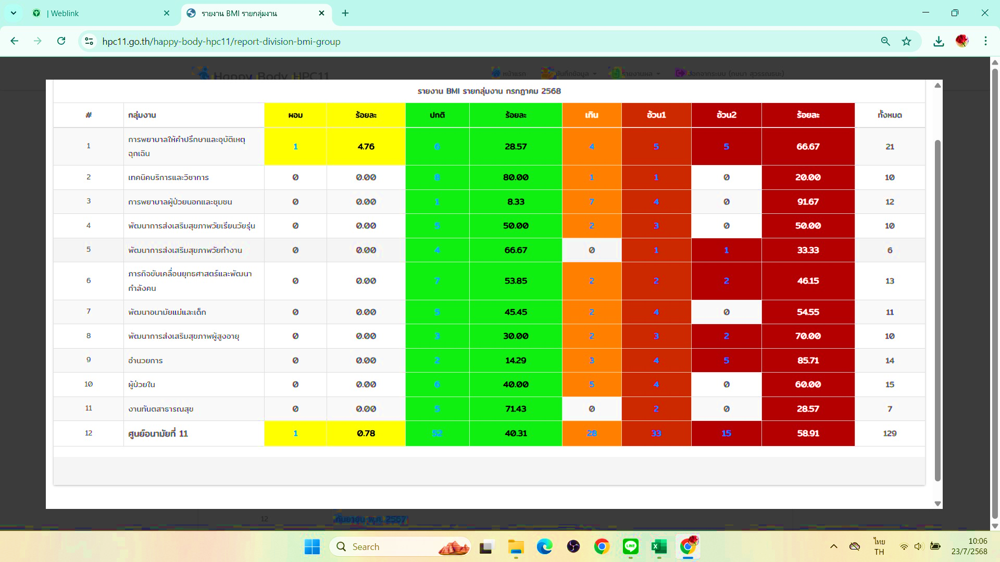 | Weblink
รายงาน BMI รายกลุ่มงาน
hpc11.go.th/happy-body-hpc11/report-division-bmi-group
Happy Body HPC11 หน้าแรก บันทึกข้อมูล รายงานผล ออกจากระบบ
รายงาน BMI รายกลุ่มงาน กรกฎาคม 2568
# กลุ่มงาน ผอม ร้อยละ ปกติ ร้อยละ เกิน อ้วน1 อ้วน2 ร้อยละ ทั้งหมด
1 การพยาบาลให้คำปรึกษาและอุบัติเหตุ
ฉุกเฉิน 1 4.76 6 28.57 4 5 5 66.67 21
2 เทคนิคบริการและวิชาการ 0 0.00 8 80.00 1 1 0 20.00 10
3 การพยาบาลผู้ป่วยนอกและชุมชน 0 0.00 1 8.33 7 4 0 91.67 12
4 พัฒนาการส่งเสริมสุขภาพวัยเรียนวัยรุ่น 0 0.00 5 50.00 2 3 0 50.00 10
5 พัฒนาการส่งเสริมสุขภาพวัยทำงาน 0 0.00 4 66.67 0 1 1 33.33 6
6 ภารกิจขับเคลื่อนยุทธศาสตร์และพัฒนา
กำลังคน 0 0.00 7 53.85 2 2 2 46.15 13
7 พัฒนาอนามัยแม่และเด็ก 0 0.00 5 45.45 2 4 0 54.55 11
8 พัฒนาการส่งเสริมสุขภาพผู้สูงอายุ 0 0.00 3 30.00 2 3 2 70.00 10
9 อำนวยการ 0 0.00 2 14.29 3 4 5 85.71 14
10 ผู้ป่วยใน 0 0.00 6 40.00 5 4 0 60.00 15
11 งานทันตสาธารณสุข 0 0.00 5 71.43 0 2 0 28.57 7
12 ศูนย์อนามัยที่ 11 1 0.78 52 40.31 28 33 15 58.91 129
12 กันยายน พ.ศ. 2567
Search
ไทย
TH
10:06
23/7/2568